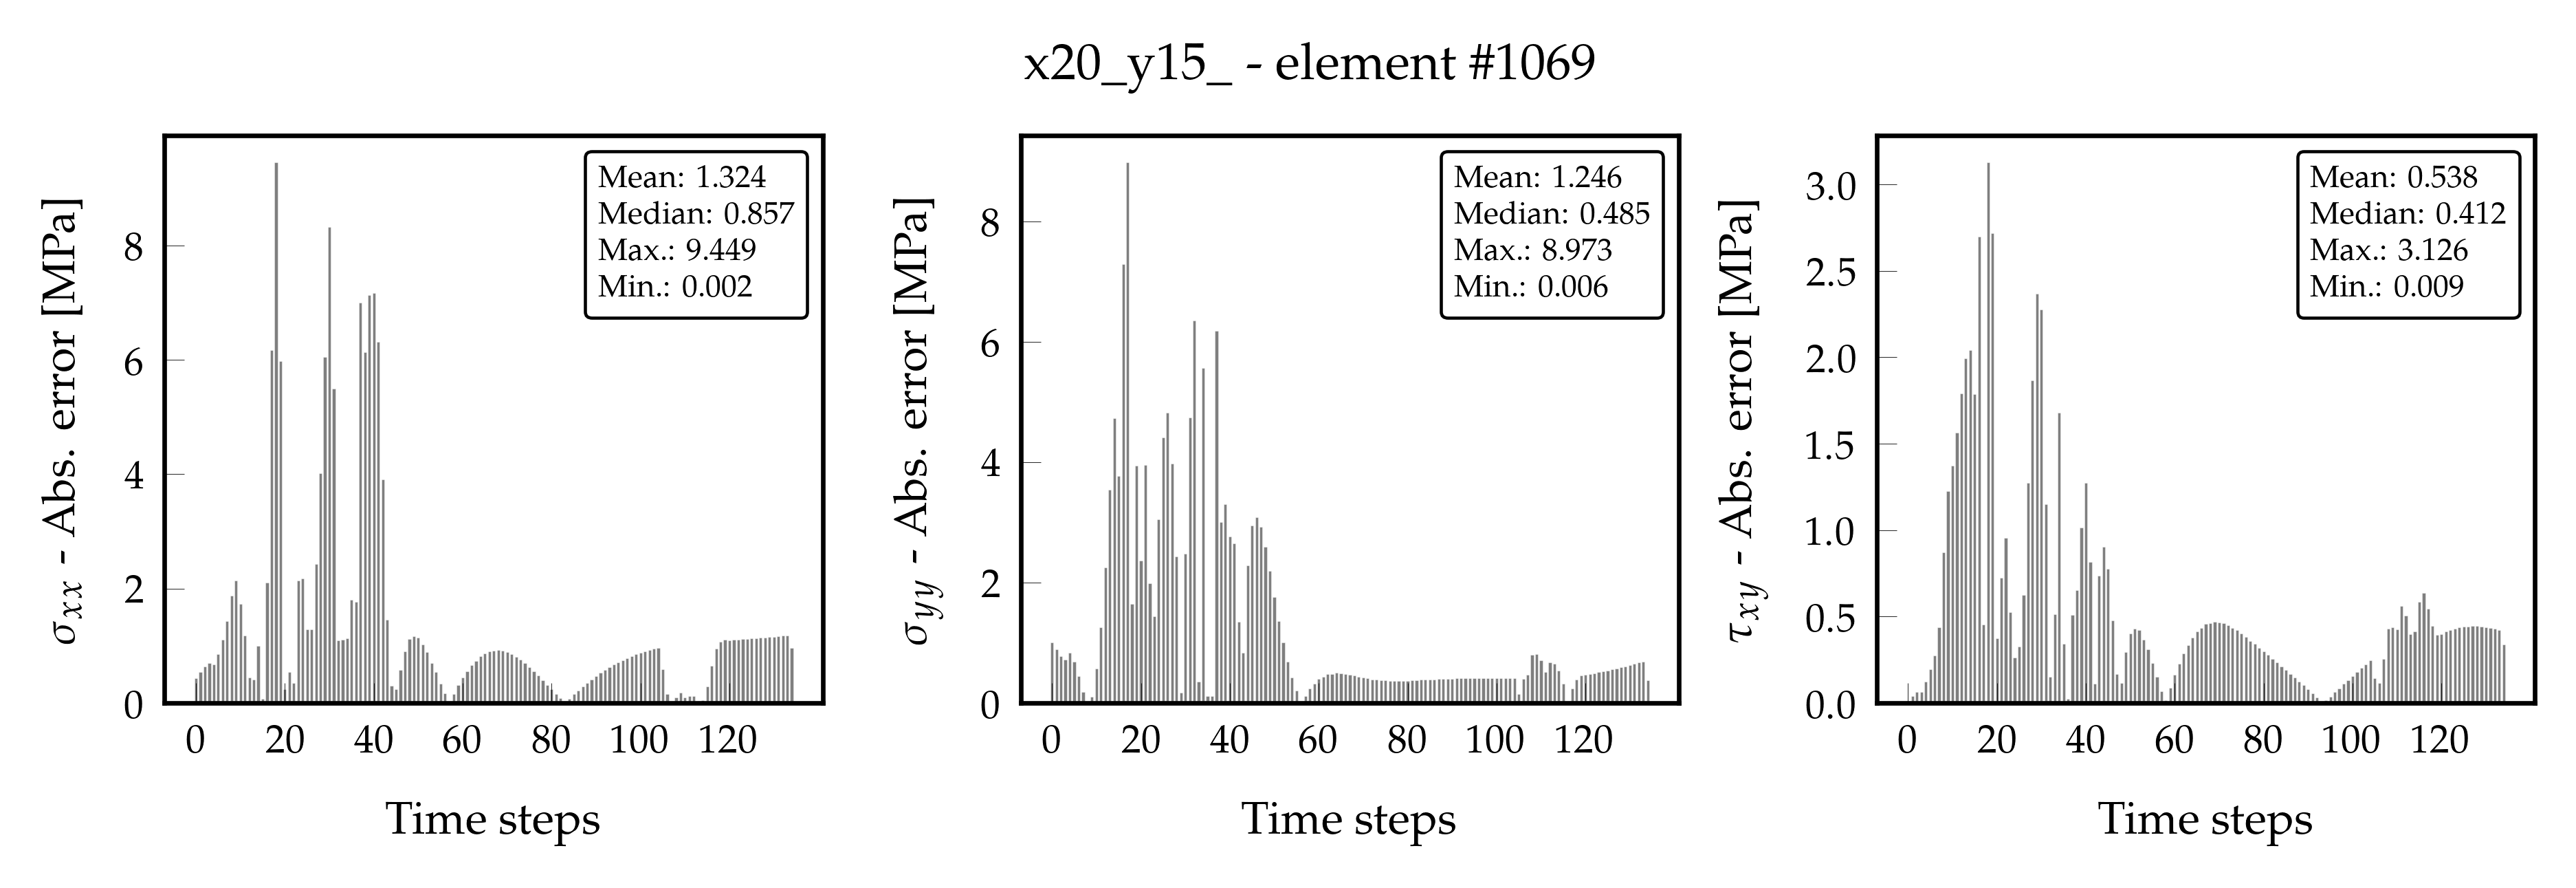 x20_y15_ - element #1069
σxx - Abs. error [MPa]
8
6
4
2
0
0 20 40 60 80 100 120
Time steps
Mean: 1.324
Median: 0.857
Max.: 9.449
Min.: 0.002
σyy - Abs. error [MPa]
8
6
4
2
0
0 20 40 60 80 100 120
Time steps
Mean: 1.246
Median: 0.485
Max.: 8.973
Min.: 0.006
τxy - Abs. error [MPa]
3.0
2.5
2.0
1.5
1.0
0.5
0.0
0 20 40 60 80 100 120
Time steps
Mean: 0.538
Median: 0.412
Max.: 3.126
Min.: 0.009